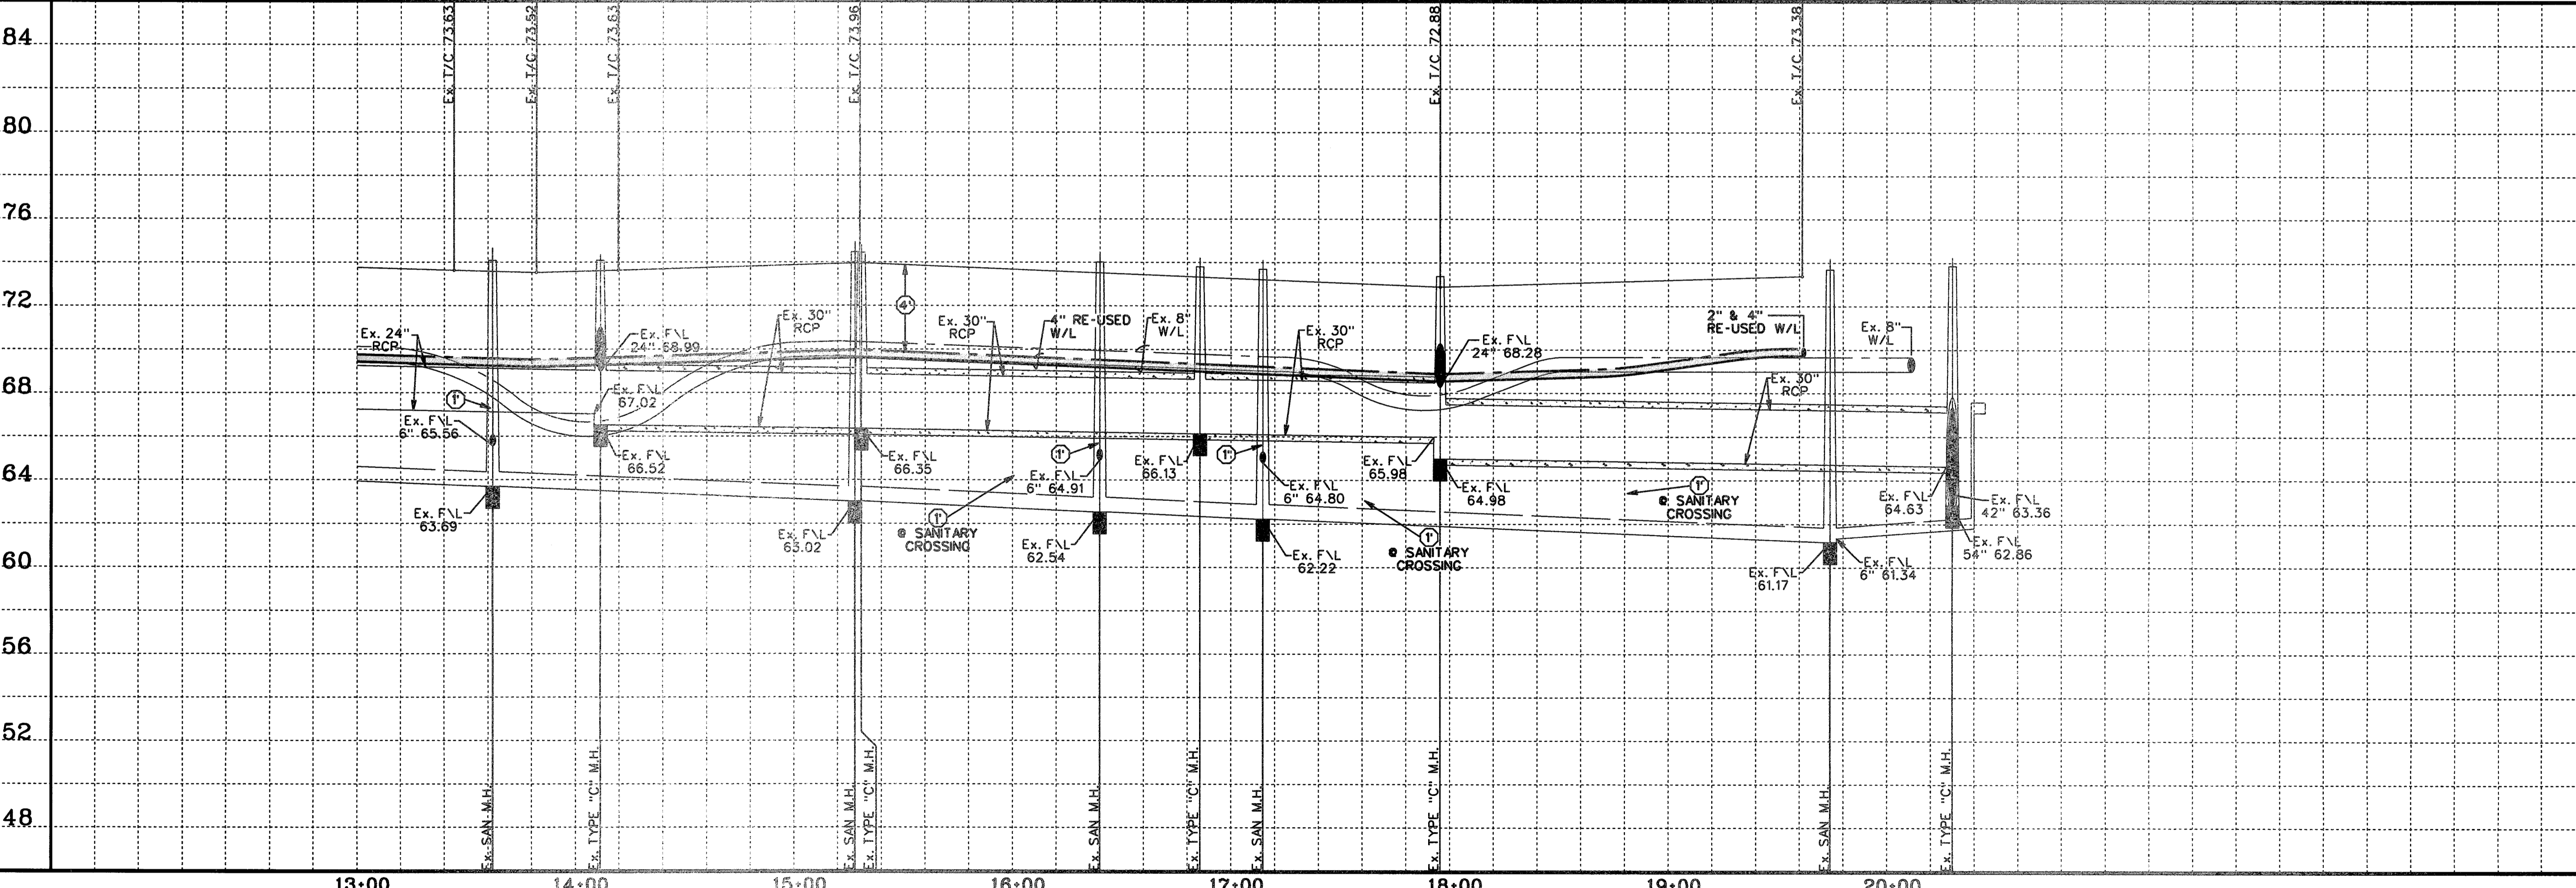 Ex. T/C 73.63
Ex. T/C 73.52
Ex. T/C 73.63
Ex. T/C 73.96
Ex. T/C 72.88
Ex. T/C 73.38
84
80
76
72
68
64
60
56
52
48
4'
Ex. 24"
RCP
Ex. F\L
24" 68.99
Ex. 30"
RCP
Ex. 30"
RCP
4" RE-USED
W/L
Ex. 8"
W/L
Ex. 30"
RCP
Ex. F\L
24" 68.28
2" & 4"
RE-USED W/L
Ex. 8"
W/L
Ex. 30"
RCP
1'
Ex. F\L
67.02
Ex. F\L
6" 65.56
Ex. F\L
66.52
Ex. F\L
66.35
1'
Ex. F\L
6" 64.91
Ex. F\L
66.13
1'
Ex. F\L
6" 64.80
Ex. F\L
65.98
Ex. F\L
64.98
1'
@ SANITARY
CROSSING
Ex. F\L
64.63
Ex. F\L
42" 63.36
Ex. F\L
63.69
Ex. F\L
63.02
1'
@ SANITARY
CROSSING
Ex. F\L
62.54
Ex. F\L
62.22
1'
@ SANITARY
CROSSING
Ex. F\L
61.17
Ex. F\L
6" 61.34
Ex. F\L
54" 62.86
Ex. SAN M.H.
Ex. TYPE "C" M.H.
Ex. SAN M.H.
Ex. TYPE "C" M.H.
Ex. SAN M.H.
Ex. TYPE "C" M.H.
Ex. SAN M.H.
Ex. TYPE "C" M.H.
Ex. SAN M.H.
Ex. TYPE "C" M.H.
13+00
14+00
15+00
16+00
17+00
18+00
19+00
20+00